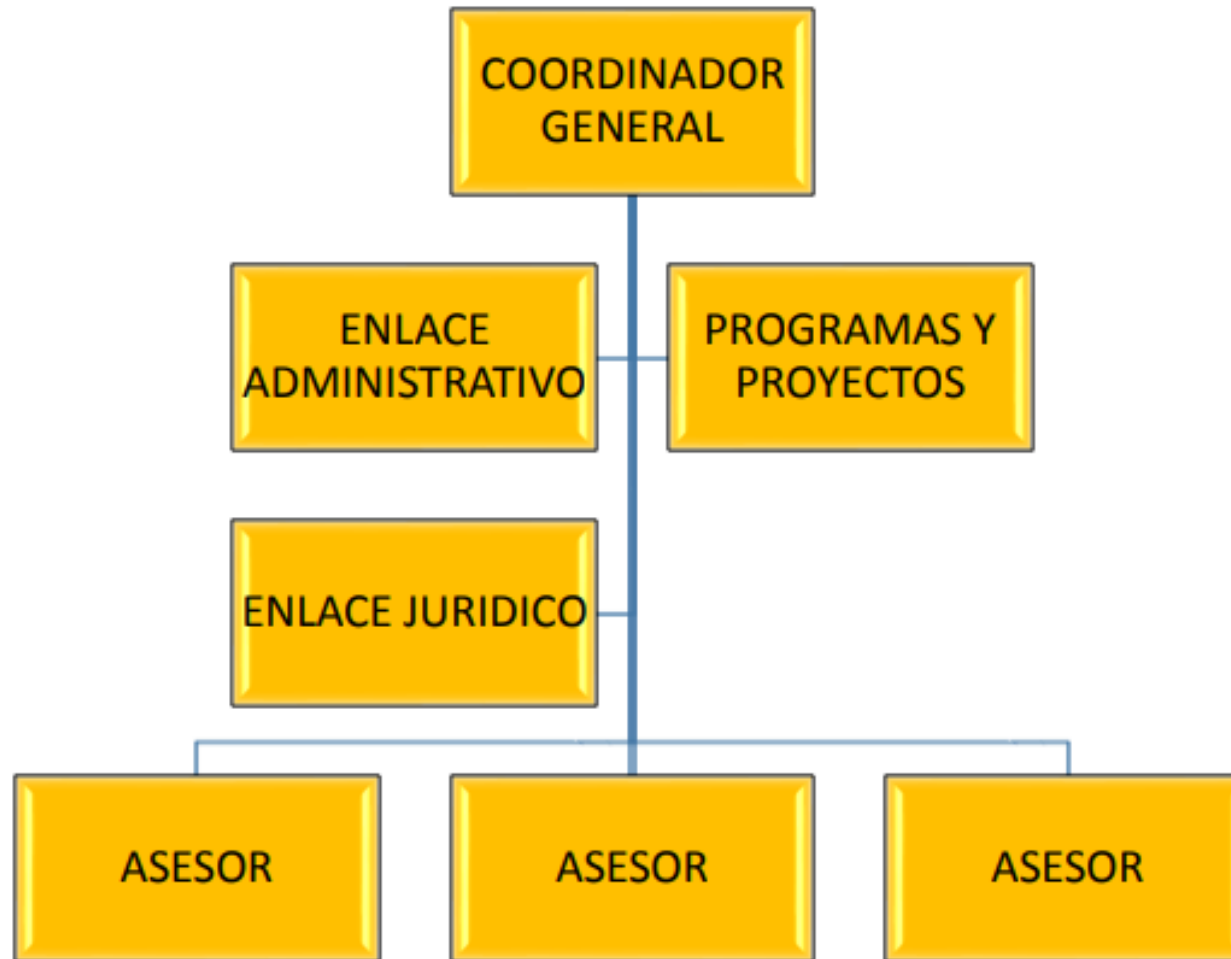 COORDINADOR
GENERAL
ENLACE
ADMINISTRATIVO
PROGRAMAS Y
PROYECTOS
ENLACE JURIDICO
ASESOR
ASESOR
ASESOR